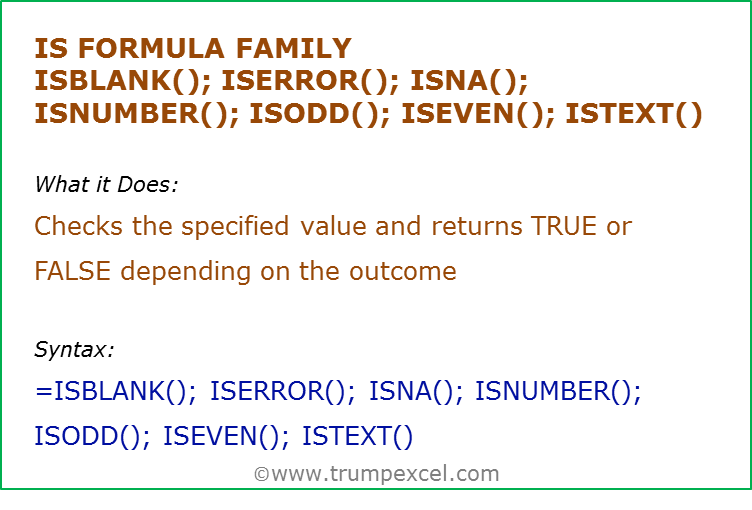 IS FORMULA FAMILY
ISBLANK(); ISERROR(); ISNA();
ISNUMBER(); ISODD(); ISEVEN(); ISTEXT()
What it Does:
Checks the specified value and returns TRUE or
FALSE depending on the outcome
Syntax:
=ISBLANK(); ISERROR(); ISNA(); ISNUMBER();
ISODD(); ISEVEN(); ISTEXT()
©www.trumpexcel.com